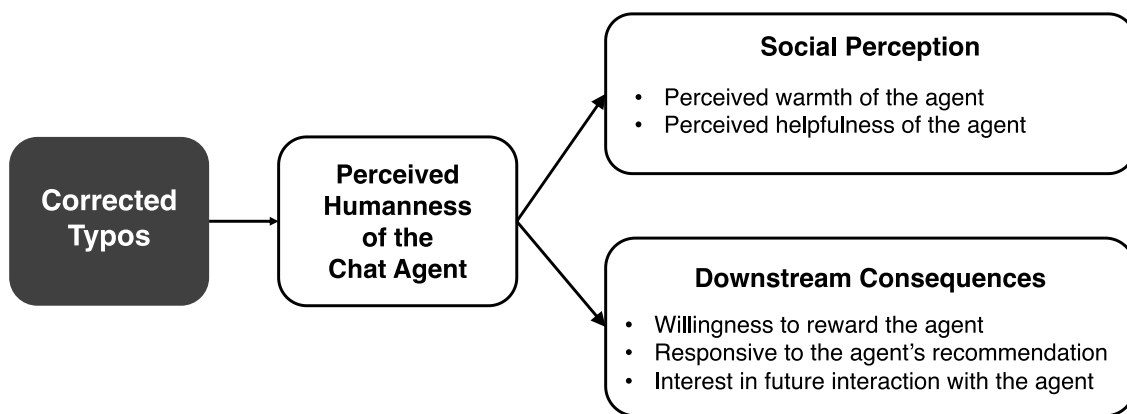 Corrected
Typos
Perceived
Humanness
of the
Chat Agent
Social Perception
• Perceived warmth of the agent
• Perceived helpfulness of the agent
Downstream Consequences
• Willingness to reward the agent
• Responsive to the agent’s recommendation
• Interest in future interaction with the agent